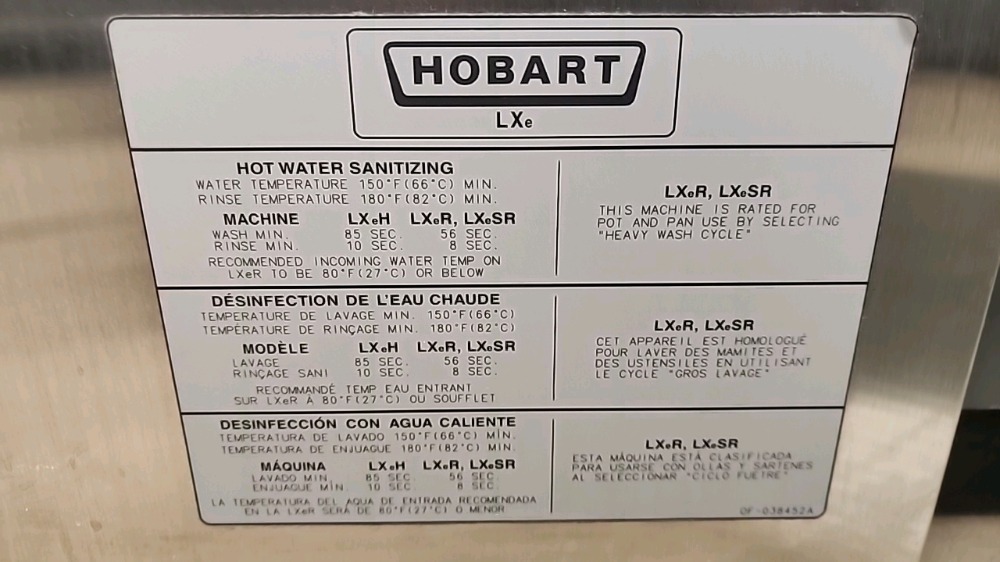 HOBART
LXe
HOT WATER SANITIZING
WATER TEMPERATURE 150°F(66°C) MIN.
RINSE TEMPERATURE 180°F(82°C) MIN.
MACHINE LXeH LXeR, LXeSR
WASH MIN. 85 SEC. 56 SEC.
RINSE MIN. 10 SEC. 8 SEC.
RECOMMENDED INCOMING WATER TEMP ON
LXeR TO BE 80°F(27°C) OR BELOW
LXeR, LXeSR
THIS MACHINE IS RATED FOR
POT AND PAN USE BY SELECTING
"HEAVY WASH CYCLE"
DÉSINFECTION DE L'EAU CHAUDE
TEMPERATURE DE LAVAGE MIN. 150°F(66°C)
TEMPÉRATURE DE RINÇAGE MIN. 180°F(82°C)
MODÈLE LXeH LXeR, LXeSR
LAVAGE 85 SEC. 56 SEC.
RINÇAGE SANI 10 SEC. 8 SEC.
RECOMMANDÉ TEMP EAU ENTRANT
SUR LXeR À 80°F(27°C) OU SOUFFLET
LXeR, LXeSR
CET APPAREIL EST HOMOLOGUÉ
POUR LAVER DES MAMITES ET
DES USTENSILES EN UTILISANT
LE CYCLE "GROS LAVAGE"
DESINFECCIÓN CON AGUA CALIENTE
TEMPERATURA DE LAVADO 150°F(66°C) MÍN.
TEMPERATURA DE ENJUAGUE 180°F(82°C) MÍN.
MÁQUINA LXeH LXeR, LXeSR
LAVADO MÍN. 85 SEC. 56 SEC.
ENJUAGUE MÍN. 10 SEC. 8 SEC.
LA TEMPERATURA DEL AGUA DE ENTRADA RECOMENDADA
EN LA LXeR SERÁ DE 80°F(27°C) O MENOR
LXeR, LXeSR
ESTA MÁQUINA ESTÁ CLASIFICADA
PARA USARSE CON OLLAS Y SARTENES
AL SELECCIONAR "CICLO FUETRE"
OF-038452A